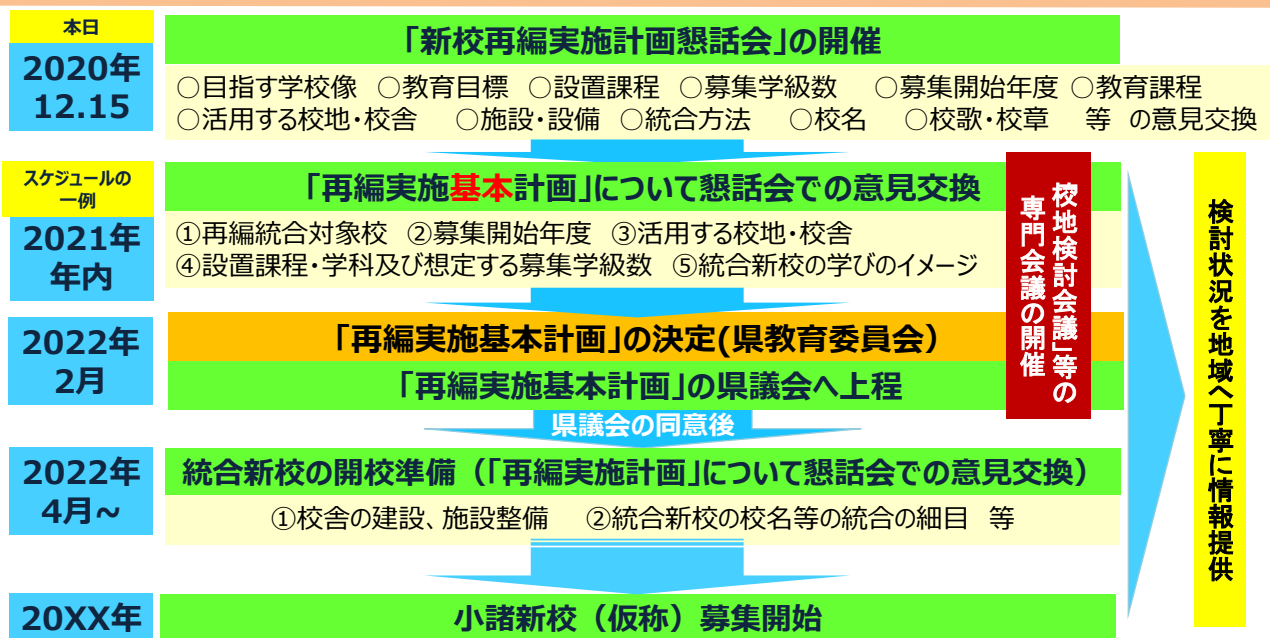 本日
2020年
12.15
「新校再編実施計画懇話会」の開催
○目指す学校像 ○教育目標 ○設置課程 ○募集学級数 ○募集開始年度 ○教育課程
○活用する校地・校舎 ○施設・設備 ○統合方法 ○校名 ○校歌・校章 等 の意見交換
スケジュールの
一例
2021年
年内
「再編実施基本計画」について懇話会での意見交換
①再編統合対象校 ②募集開始年度 ③活用する校地・校舎
④設置課程・学科及び想定する募集学級数 ⑤統合新校の学びのイメージ
2022年
2月
「再編実施基本計画」の決定(県教育委員会）
「再編実施基本計画」の県議会へ上程
県議会の同意後
2022年
4月~
統合新校の開校準備（「再編実施計画」について懇話会での意見交換）
①校舎の建設、施設整備 ②統合新校の校名等の統合の細目 等
20XX年
小諸新校（仮称）募集開始
「校地検討会議」等の
専門会議の開催
検討状況を地域へ丁寧に情報提供